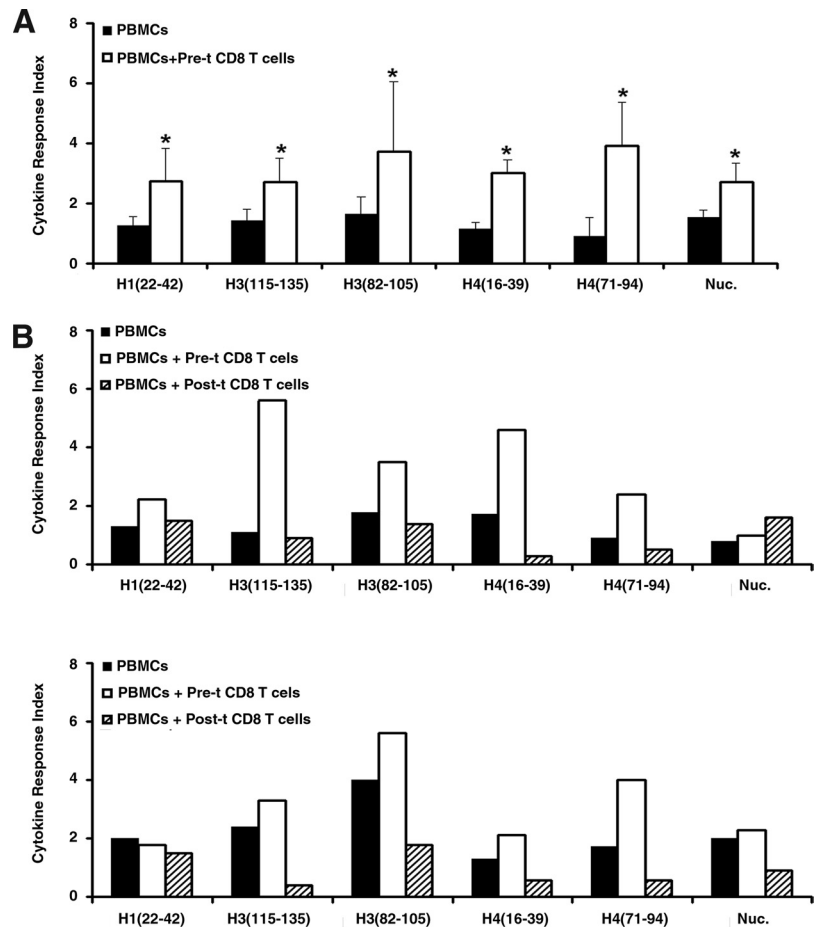 A
8
PBMCs
PBMCs+Pre-t CD8 T cells
6
4
2
0
Cytokine Response Index
* * * * * *
H1(22-42) H3(115-135) H3(82-105) H4(16-39) H4(71-94) Nuc.
B
8
PBMCs
PBMCs + Pre-t CD8 T cels
PBMCs + Post-t CD8 T cells
6
4
2
0
Cytokine Response Index
H1(22-42) H3(115-135) H3(82-105) H4(16-39) H4(71-94) Nuc.
8
PBMCs
PBMCs + Pre-t CD8 T cels
PBMCs + Post-t CD8 T cells
6
4
2
0
Cytokine Response Index
H1(22-42) H3(115-135) H3(82-105) H4(16-39) H4(71-94) Nuc.